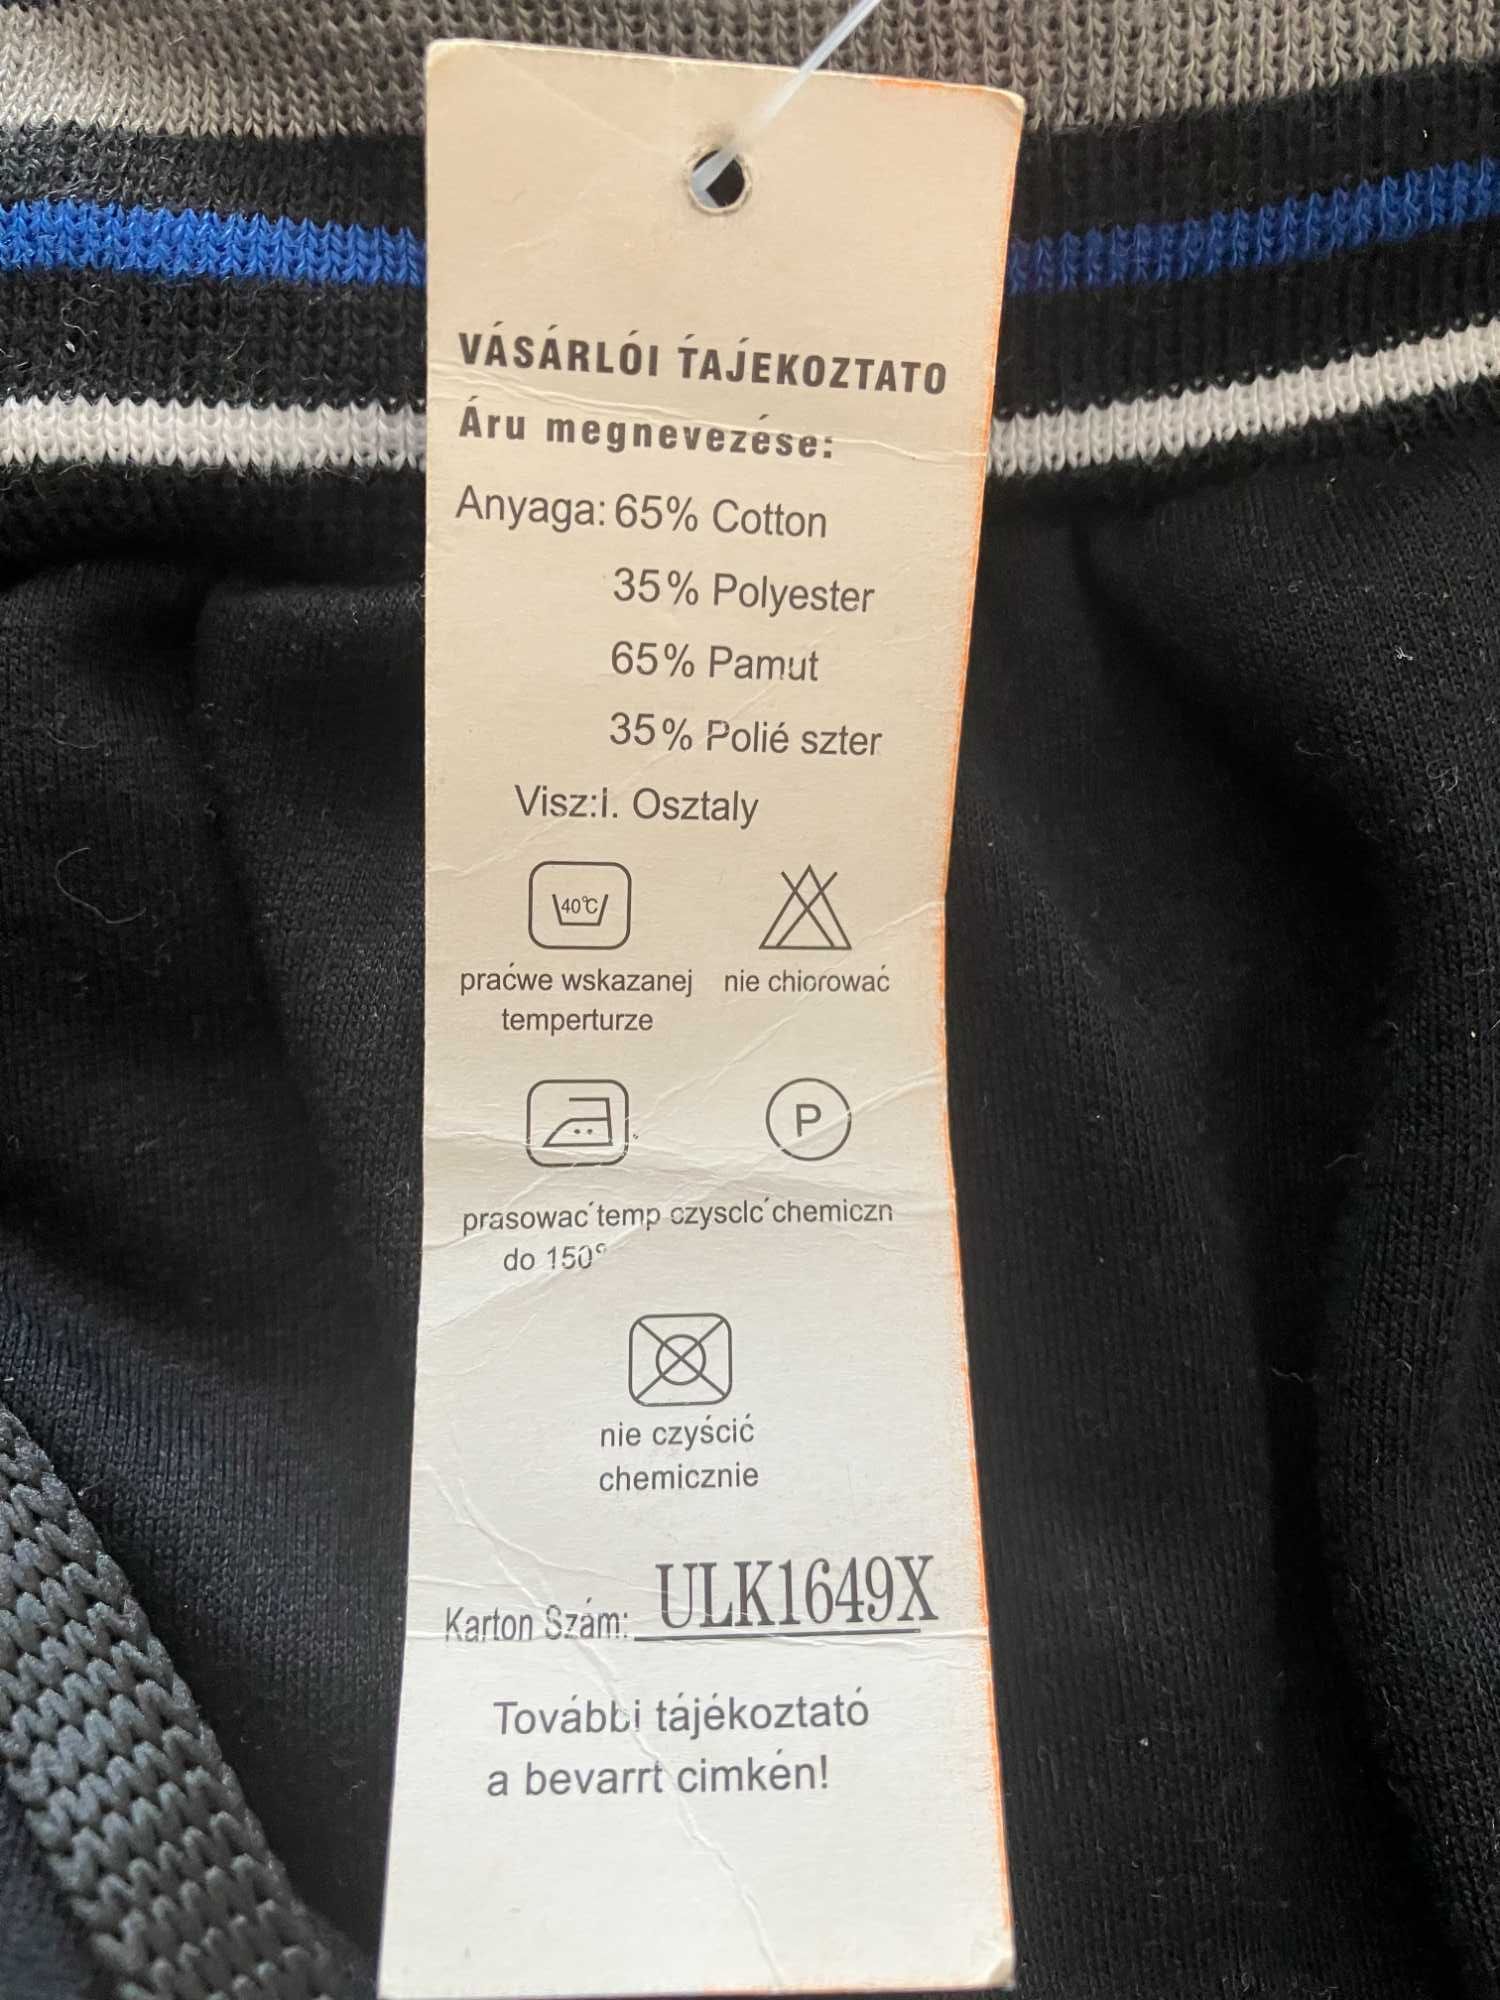 VÁSÁRLÓI TÁJÉKOZTATÓ
Áru megnevezése:
Anyaga: 65% Cotton
35% Polyester
65% Pamut
35% Polié szter
Visz:I. Osztaly
40℃
praćwe wskazanej nie chiorować
temperturze
P
prasowac´temp czysclc´chemiczn
do 150°
nie czyścić
chemicznie
Karton Szám: ULK1649X
További tájékoztató
a bevarrt cimkén!